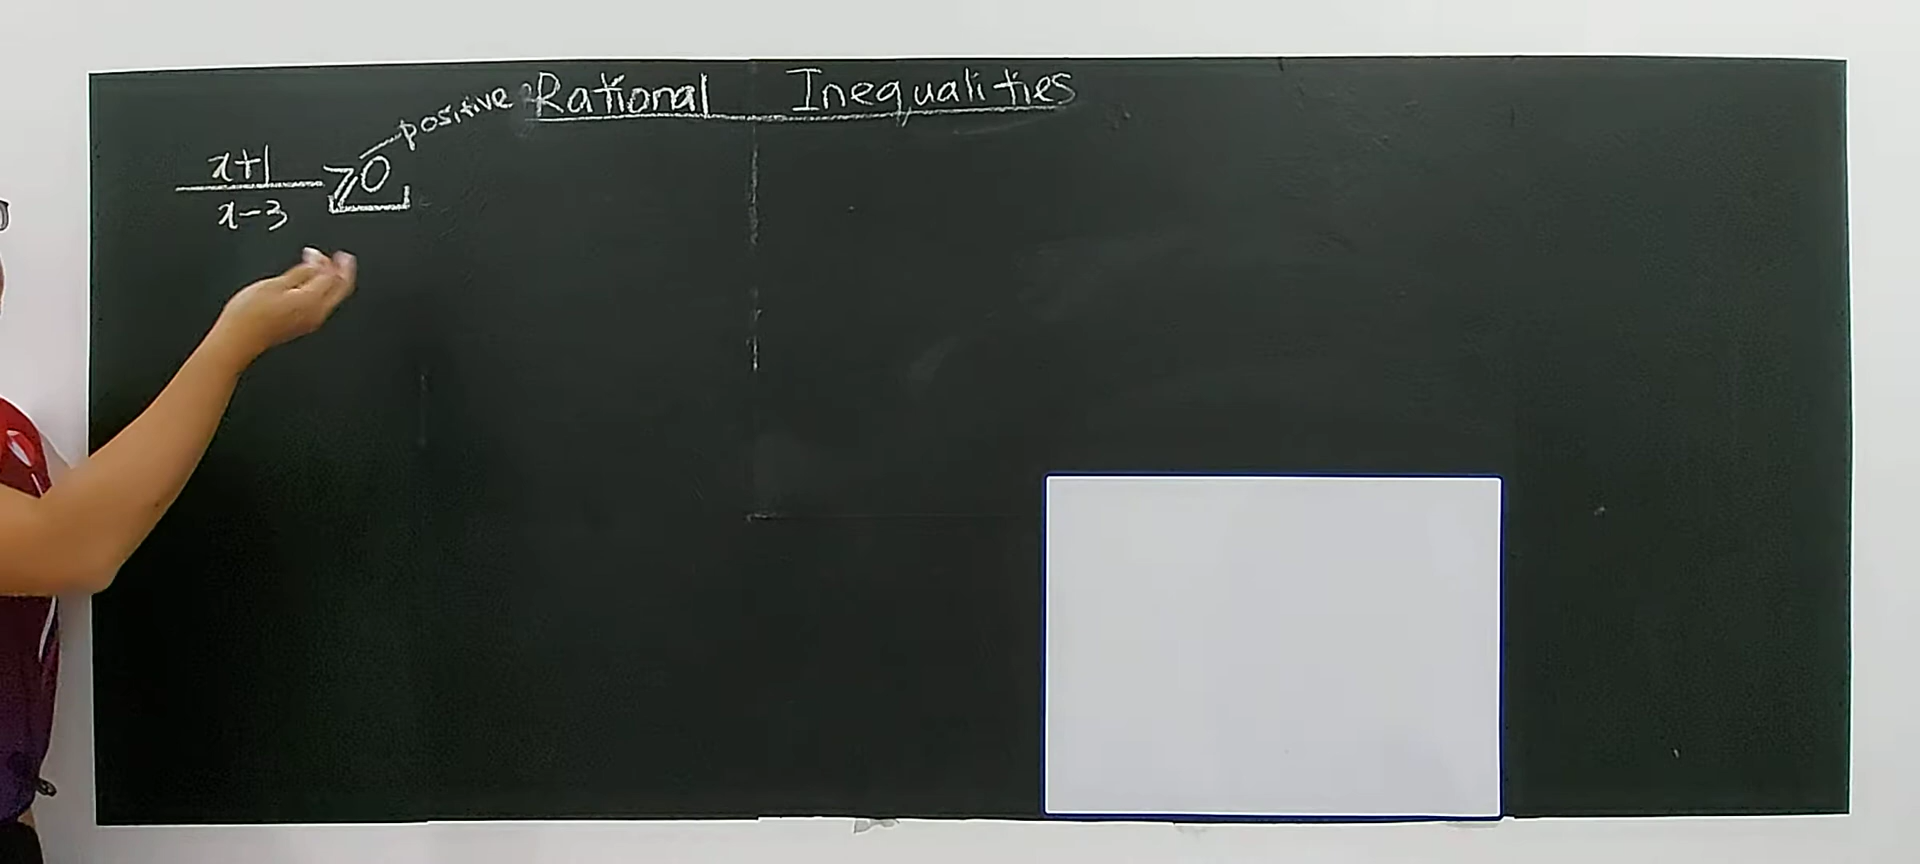 Rational Inequalities
positive
x+1
x-3
≥0